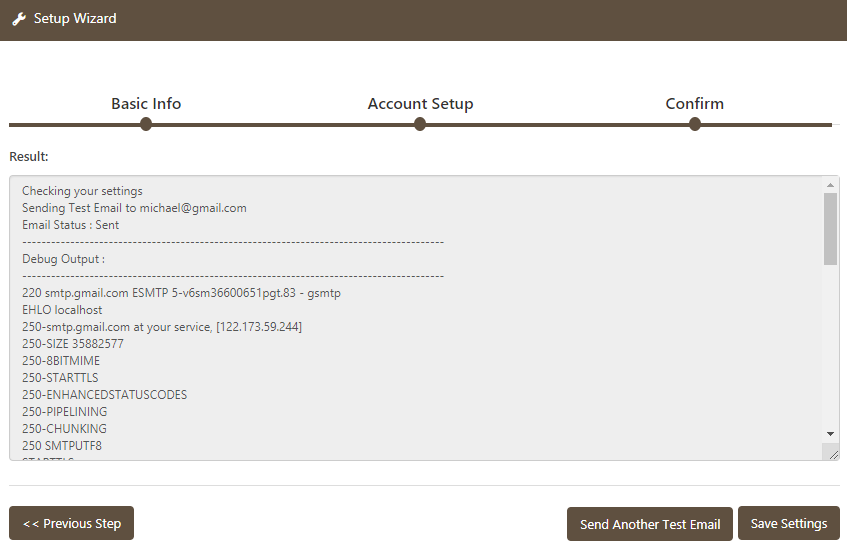 Setup Wizard
Basic Info Account Setup Confirm
Result:
Checking your settings
Sending Test Email to michael@gmail.com
Email Status : Sent
----------------------------------------------------------------------------------------
Debug Output :
----------------------------------------------------------------------------------------
220 smtp.gmail.com ESMTP 5-v6sm36600651pgt.83 - gsmtp
EHLO localhost
250-smtp.gmail.com at your service, [122.173.59.244]
250-SIZE 35882577
250-8BITMIME
250-STARTTLS
250-ENHANCEDSTATUSCODES
250-PIPELINING
250-CHUNKING
250 SMTPUTF8
STARTTLS
<< Previous Step Send Another Test Email Save Settings